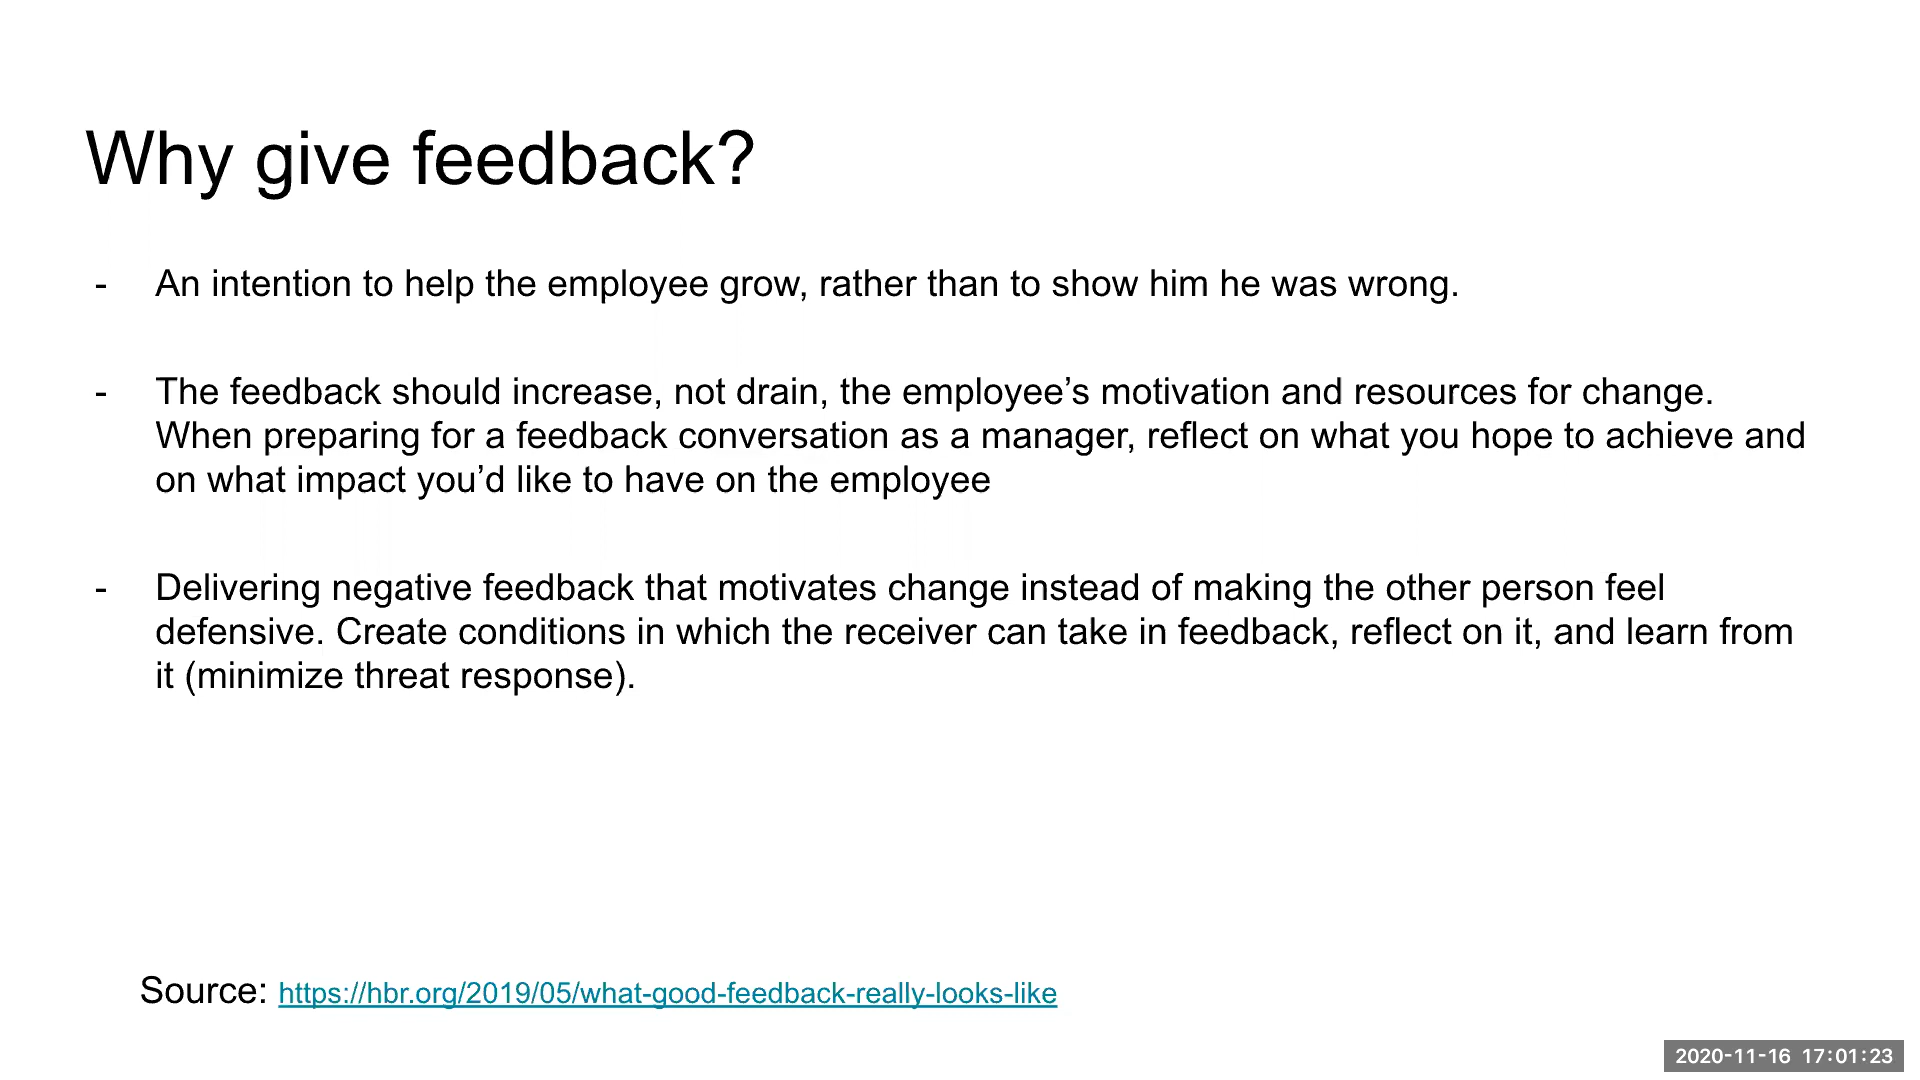 Why give feedback?
- An intention to help the employee grow, rather than to show him he was wrong.
- The feedback should increase, not drain, the employee’s motivation and resources for change.
When preparing for a feedback conversation as a manager, reflect on what you hope to achieve and
on what impact you’d like to have on the employee
- Delivering negative feedback that motivates change instead of making the other person feel
defensive. Create conditions in which the receiver can take in feedback, reflect on it, and learn from
it (minimize threat response).
Source: https://hbr.org/2019/05/what-good-feedback-really-looks-like
2020-11-16 17:01:23